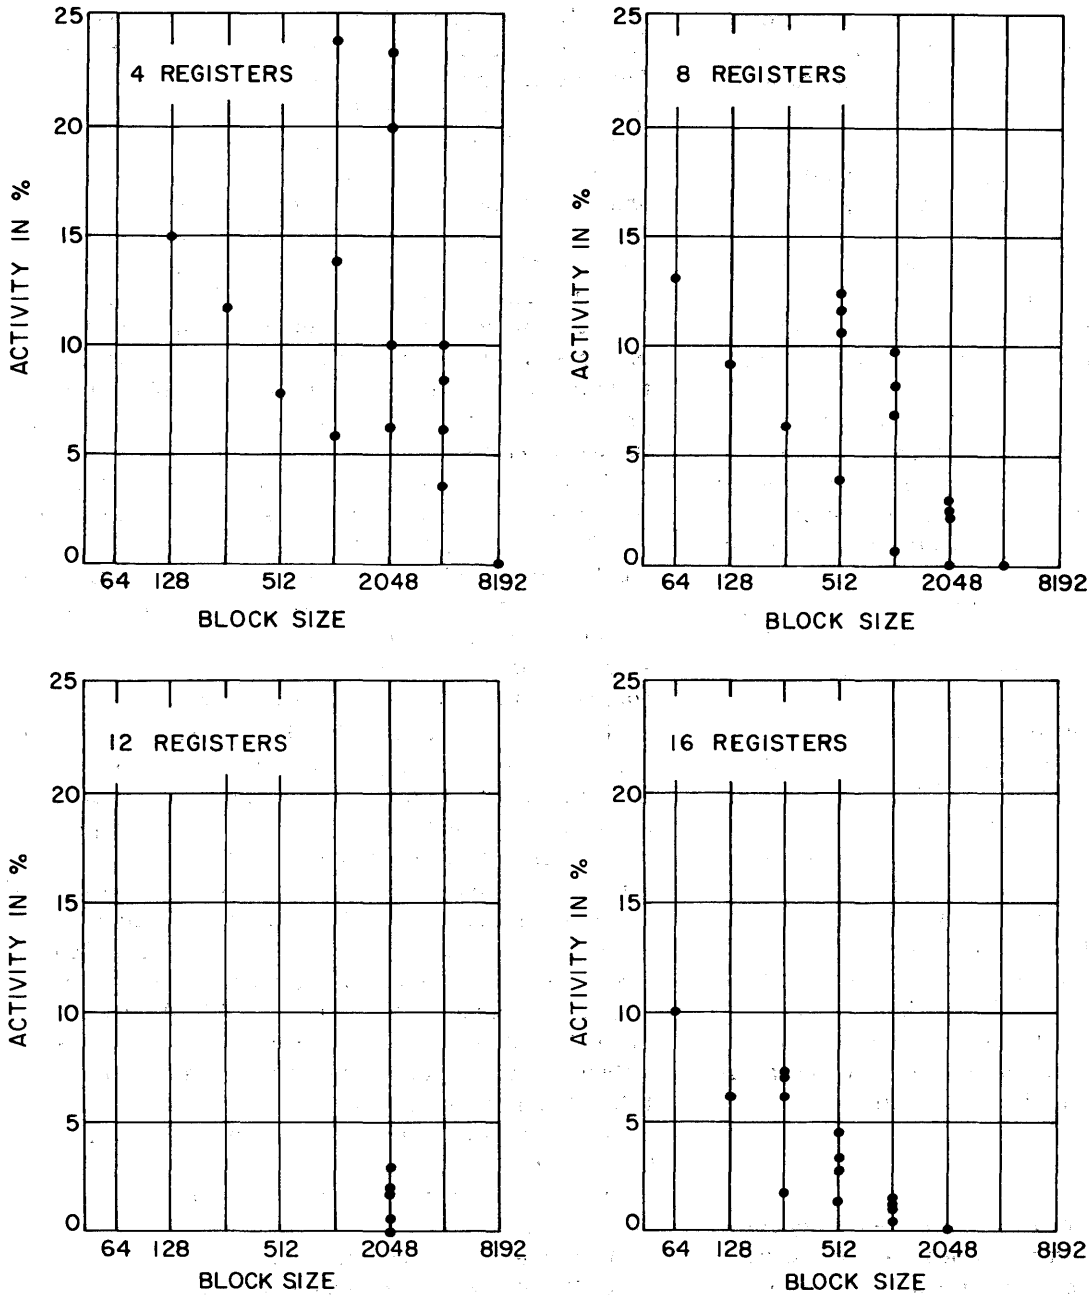 25
20
15
10
5
0
ACTIVITY IN %
4 REGISTERS
64 128 512 2048 8192
BLOCK SIZE
25
20
15
10
5
0
ACTIVITY IN %
8 REGISTERS
64 128 512 2048 8192
BLOCK SIZE
25
20
15
10
5
0
ACTIVITY IN %
12 REGISTERS
64 128 512 2048 8192
BLOCK SIZE
25
20
15
10
5
0
ACTIVITY IN %
16 REGISTERS
64 128 512 2048 8192
BLOCK SIZE